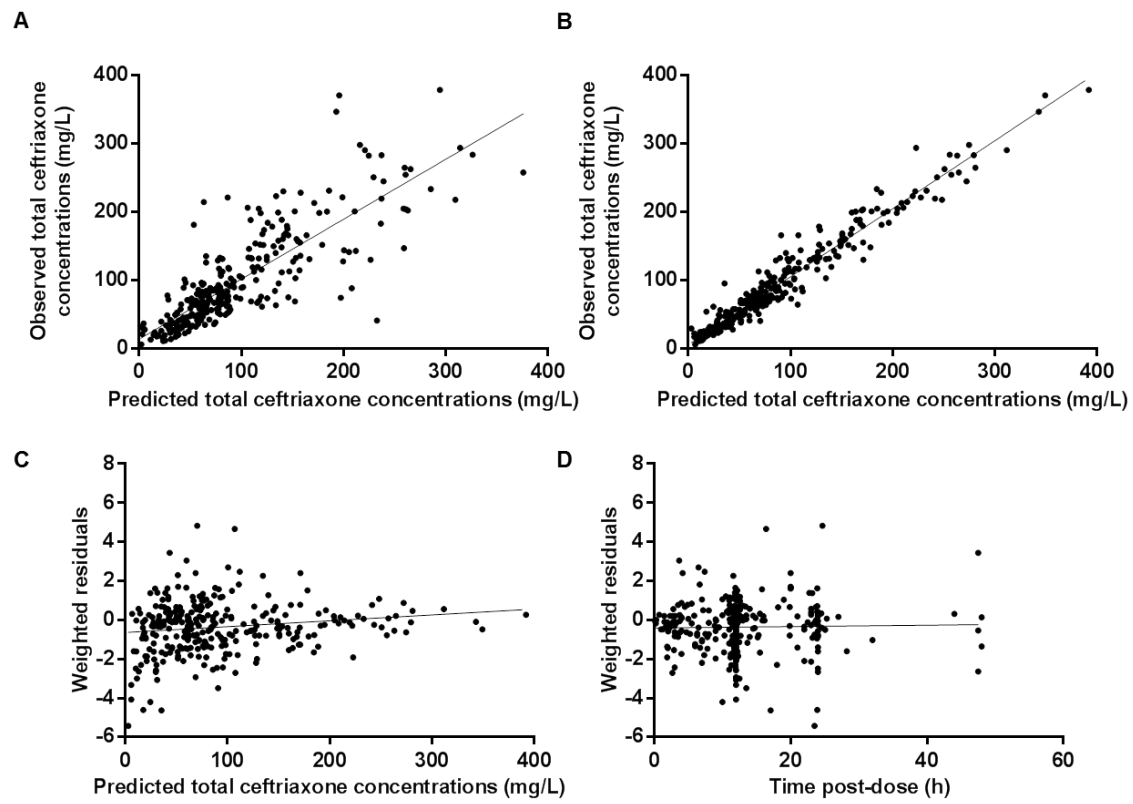 A
Observed total ceftriaxone
concentrations (mg/L)
400
300
200
100
0
0 100 200 300 400
Predicted total ceftriaxone concentrations (mg/L)
B
Observed total ceftriaxone
concentrations (mg/L)
400
300
200
100
0
0 100 200 300 400
Predicted total ceftriaxone concentrations (mg/L)
C
Weighted residuals
8
6
4
2
0
-2
-4
-6
0 100 200 300 400
Predicted total ceftriaxone concentrations (mg/L)
D
Weighted residuals
8
6
4
2
0
-2
-4
-6
0 20 40 60
Time post-dose (h)